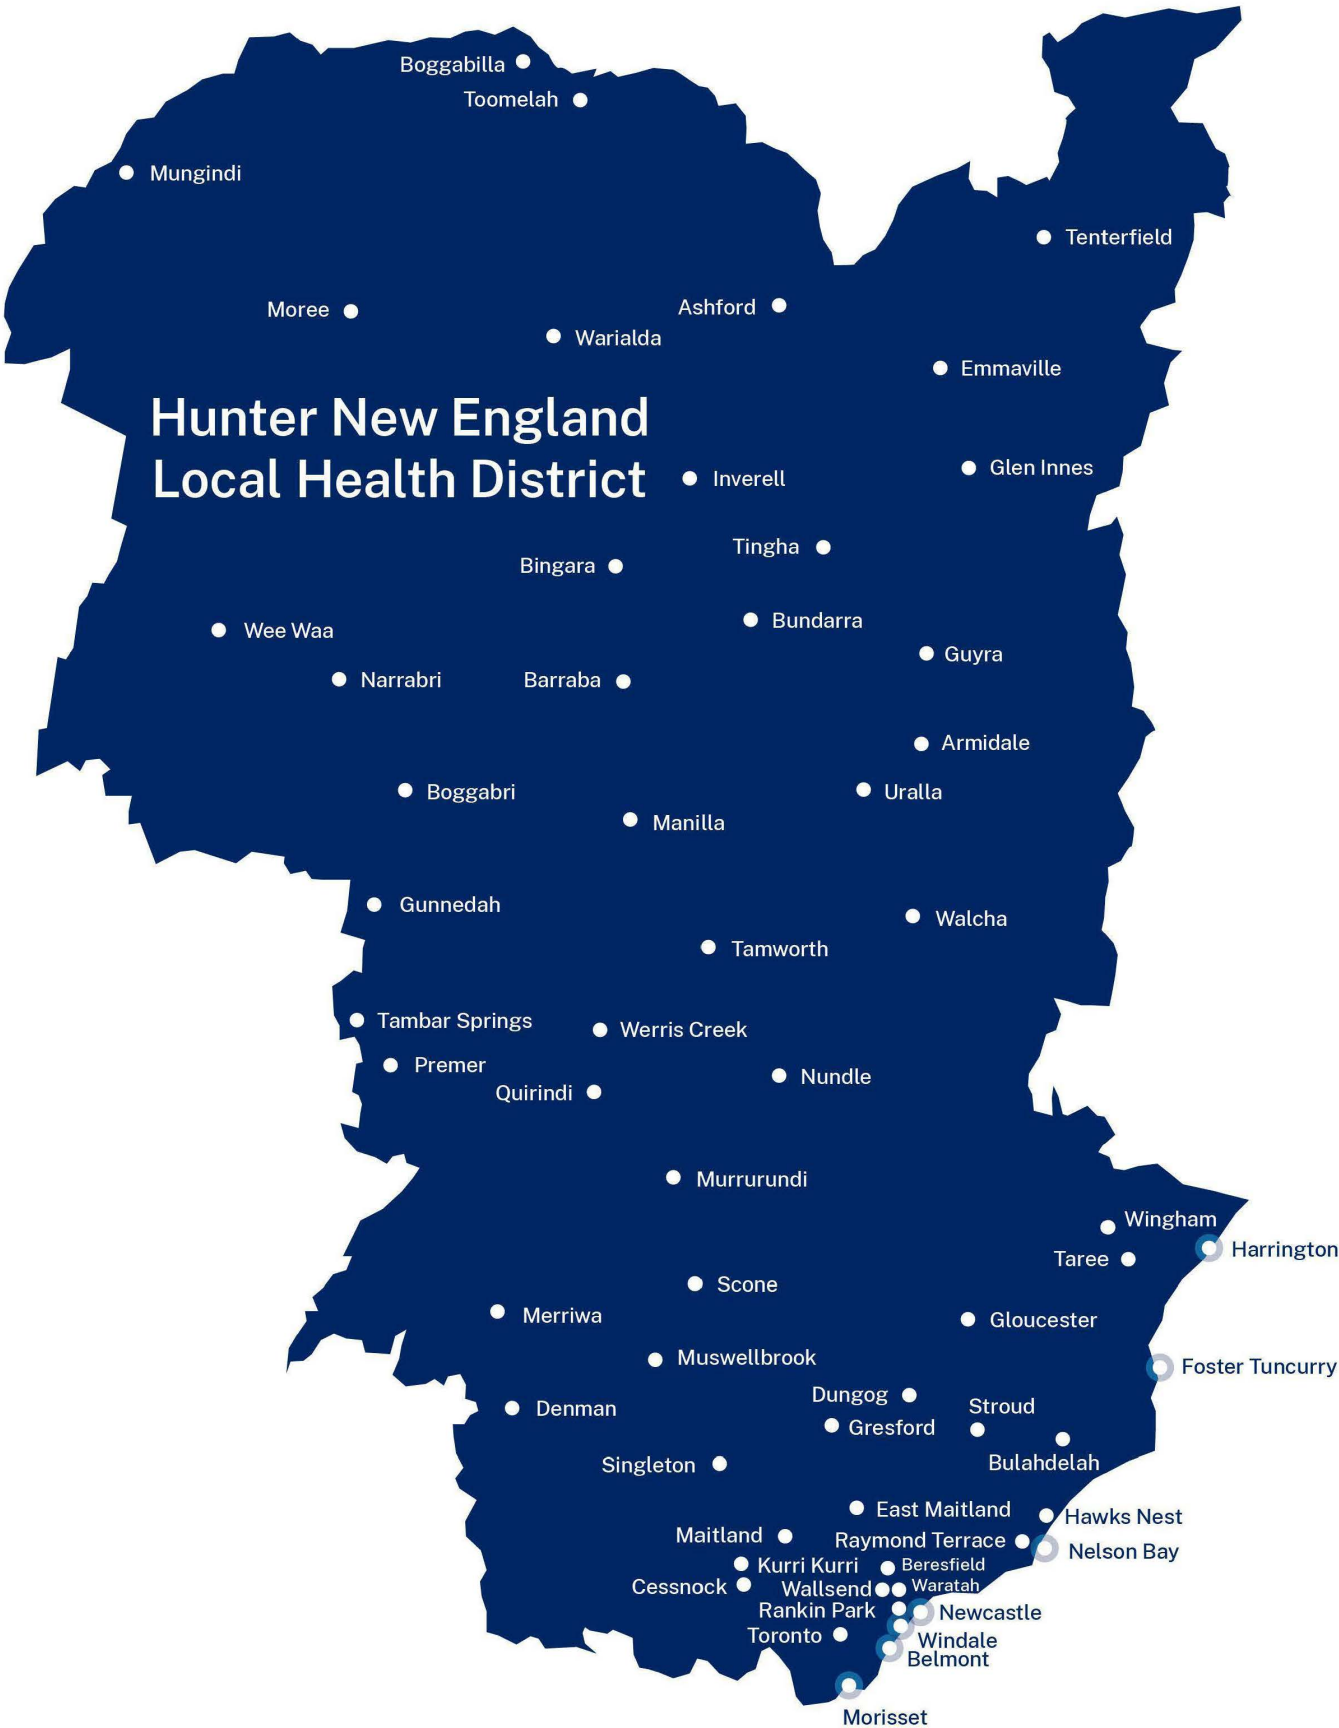 Boggabilla
Toomelah
Mungindi
Tenterfield
Moree
Ashford
Warialda
Emmaville
Hunter New England
Local Health District
Glen Innes
Inverell
Tingha
Bingara
Bundarra
Wee Waa
Guyra
Narrabri
Barraba
Armidale
Boggabri
Uralla
Manilla
Gunnedah
Walcha
Tamworth
Tambar Springs
Werris Creek
Premer
Nundle
Quirindi
Murrurundi
Wingham
Harrington
Taree
Scone
Merriwa
Gloucester
Muswellbrook
Foster Tuncurry
Dungog
Stroud
Denman
Gresford
Bulahdelah
Singleton
East Maitland
Hawks Nest
Maitland
Raymond Terrace
Nelson Bay
Kurri Kurri
Beresfield
Cessnock
Wallsend
Waratah
Rankin Park
Newcastle
Toronto
Windale
Belmont
Morisset